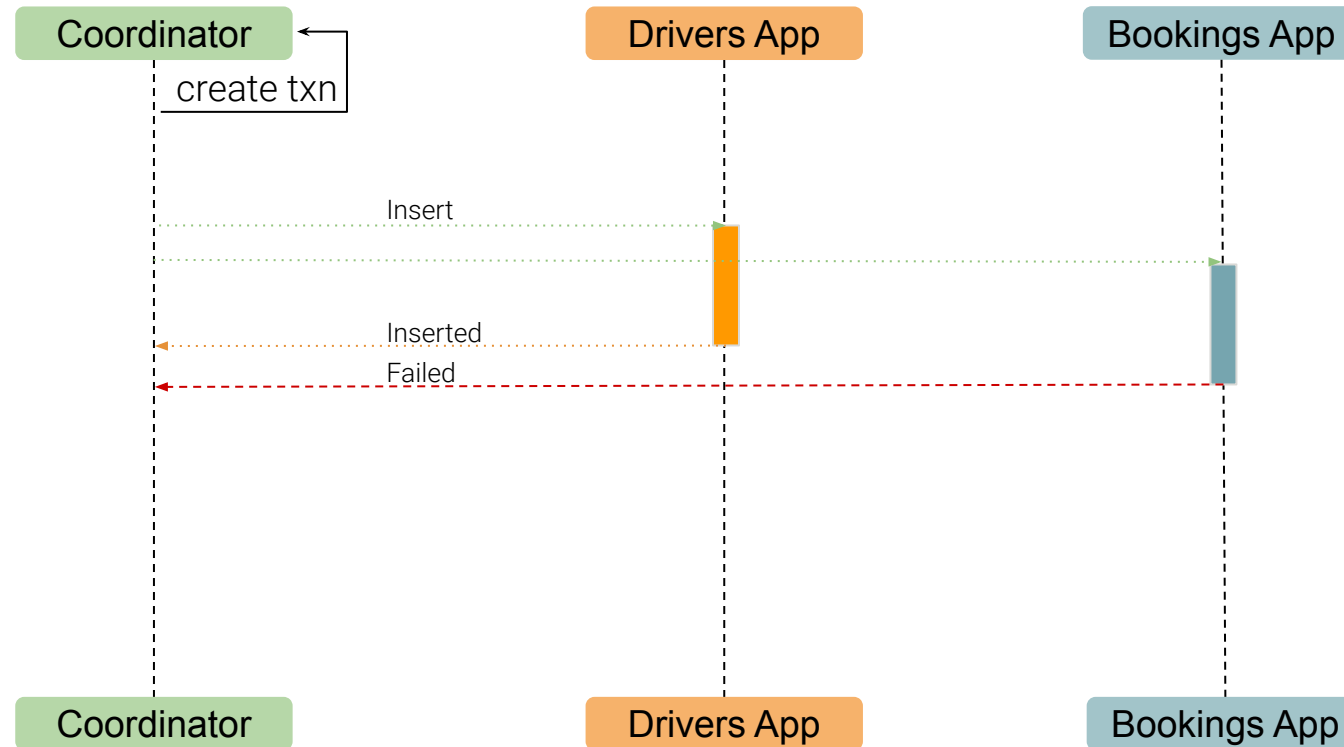 Coordinator
Drivers App
Bookings App
create txn
Insert
Inserted
Failed
Coordinator
Drivers App
Bookings App